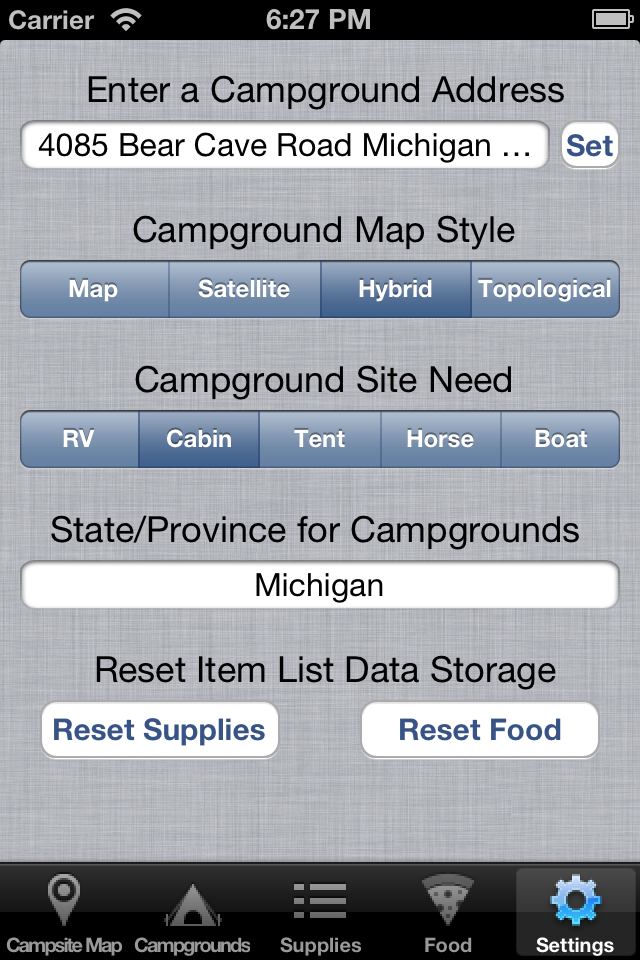 Carrier 6:27 PM
Enter a Campground Address
4085 Bear Cave Road Michigan ... Set
Campground Map Style
Map Satellite Hybrid Topological
Campground Site Need
RV Cabin Tent Horse Boat
State/Province for Campgrounds
Michigan
Reset Item List Data Storage
Reset Supplies Reset Food
Campsite Map Campgrounds Supplies Food Settings